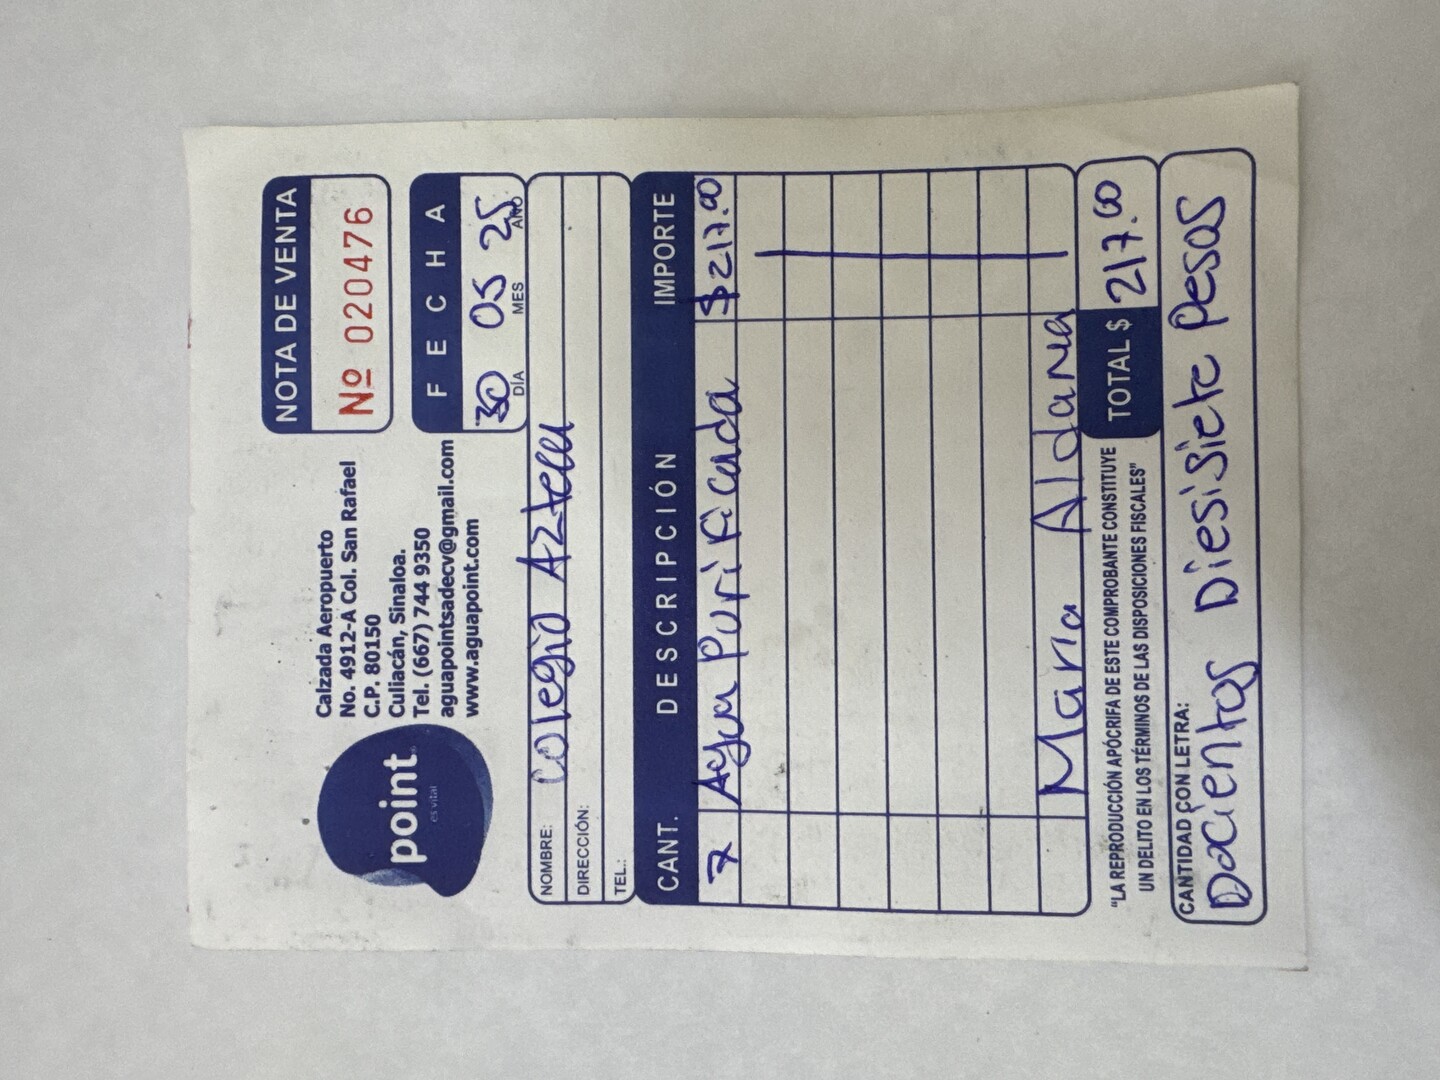 point
es vital
Calzada Aeropuerto
No. 4912-A Col. San Rafael
C.P. 80150
Culiacán, Sinaloa.
Tel. (667) 744 9350
aguapointsadecv@gmail.com
www.aguapoint.com
NOTA DE VENTA
Nº 020476
FECHA
30 05 25
DÍA MES AÑO
NOMBRE: Colegio Azteca
DIRECCIÓN:
TEL.:
CANT. DESCRIPCIÓN IMPORTE
7 Agua Purificada $217.00
Maria Aldana
"LA REPRODUCCIÓN APÓCRIFA DE ESTE COMPROBANTE CONSTITUYE
UN DELITO EN LOS TÉRMINOS DE LAS DISPOSICIONES FISCALES"
TOTAL $ 217.00
CANTIDAD CON LETRA:
Docientos Diesisiete Pesos